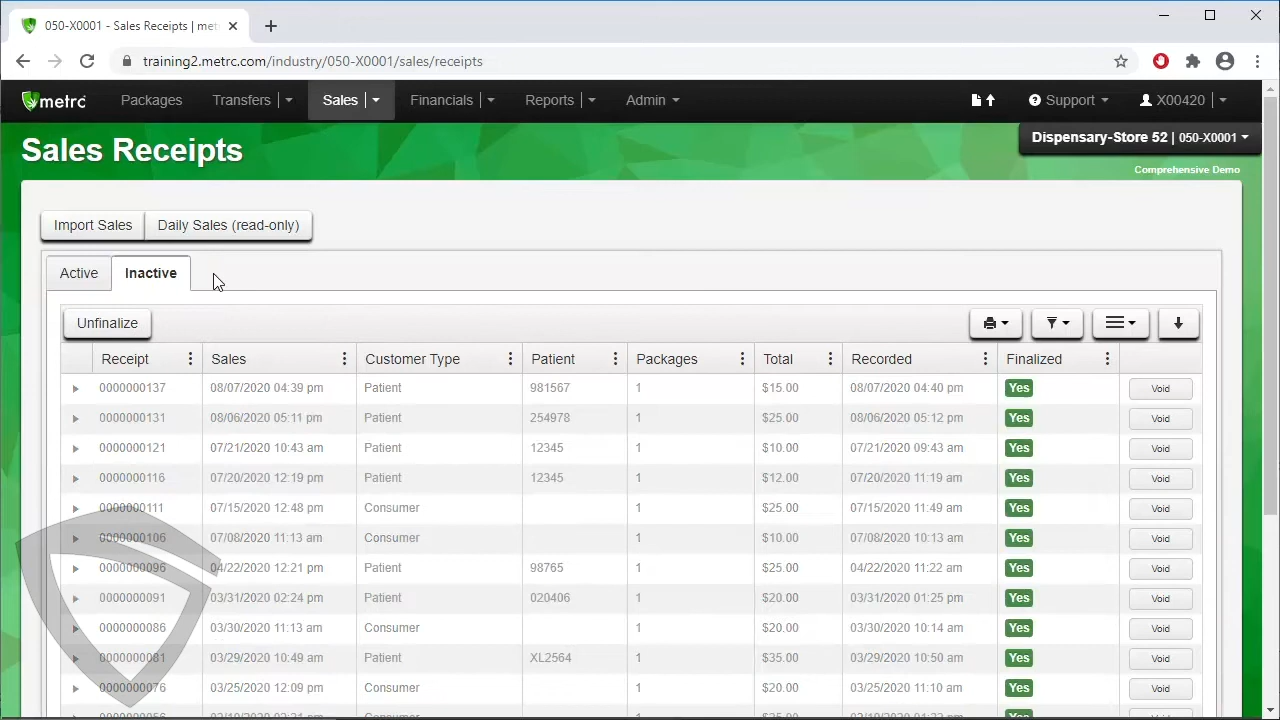 050-X0001 - Sales Receipts | met
training2.metrc.com/industry/050-X0001/sales/receipts
metrc Packages Transfers Sales Financials Reports Admin Support X00420
Sales Receipts
Dispensary-Store 52 | 050-X0001
Comprehensive Demo
Import Sales Daily Sales (read-only)
Active Inactive
Unfinalize
Receipt Sales Customer Type Patient Packages Total Recorded Finalized
0000000137 08/07/2020 04:39 pm Patient 981567 1 $15.00 08/07/2020 04:40 pm Yes Void
0000000131 08/06/2020 05:11 pm Patient 254978 1 $25.00 08/06/2020 05:12 pm Yes Void
0000000121 07/21/2020 10:43 am Patient 12345 1 $10.00 07/21/2020 09:43 am Yes Void
0000000116 07/20/2020 12:19 pm Patient 12345 1 $12.00 07/20/2020 11:19 am Yes Void
0000000111 07/15/2020 12:48 pm Consumer 1 $25.00 07/15/2020 11:49 am Yes Void
0000000106 07/08/2020 11:13 am Consumer 1 $10.00 07/08/2020 10:13 am Yes Void
0000000096 04/22/2020 12:21 pm Patient 98765 1 $25.00 04/22/2020 11:22 am Yes Void
0000000091 03/31/2020 02:24 pm Patient 020406 1 $20.00 03/31/2020 01:25 pm Yes Void
0000000086 03/30/2020 11:13 am Consumer 1 $20.00 03/30/2020 10:14 am Yes Void
0000000081 03/29/2020 10:49 am Patient XL2564 1 $35.00 03/29/2020 10:50 am Yes Void
0000000076 03/25/2020 12:09 pm Consumer 1 $20.00 03/25/2020 11:10 am Yes Void